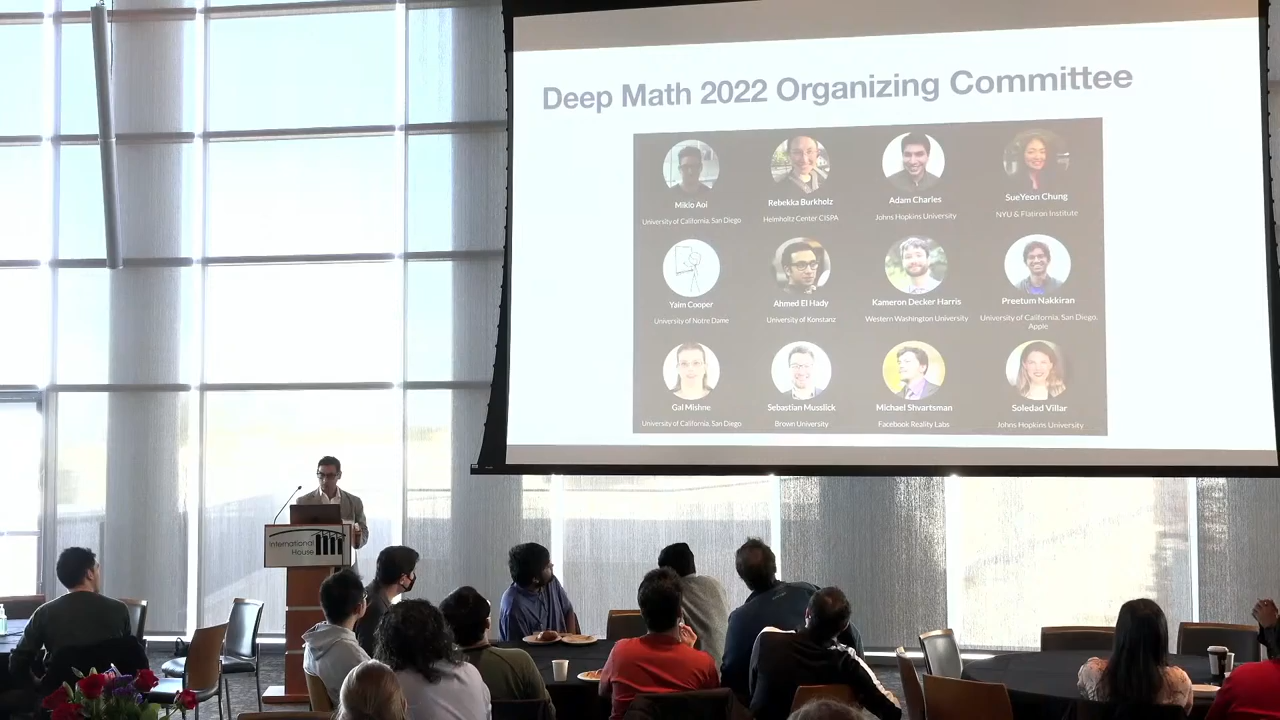 Deep Math 2022 Organizing Committee
Mikio Aoi
University of California, San Diego
Rebekka Burkholz
Helmholtz Center CISPA
Adam Charles
Johns Hopkins University
SueYeon Chung
NYU & Flatiron Institute
Yaim Cooper
University of Notre Dame
Ahmed El Hady
University of Konstanz
Kameron Decker Harris
Western Washington University
Preetum Nakkiran
University of California, San Diego,
Apple
Gal Mishne
University of California, San Diego
Sebastian Musslick
Brown University
Michael Shvartsman
Facebook Reality Labs
Soledad Villar
Johns Hopkins University
International
House